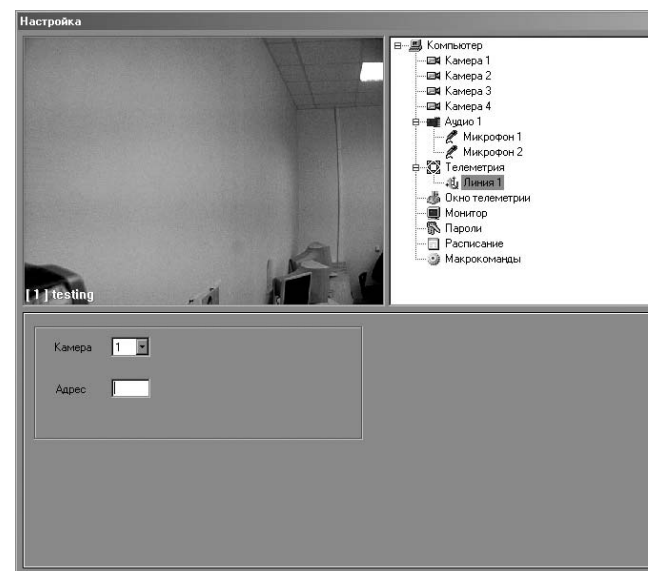 Настройка
Компьютер
Камера 1
Камера 2
Камера 3
Камера 4
Аудио 1
Микрофон 1
Микрофон 2
Телеметрия
Линия 1
Окно телеметрии
Монитор
Пароли
Расписание
Макрокоманды
[ 1 ] testing
Камера 1
Адрес